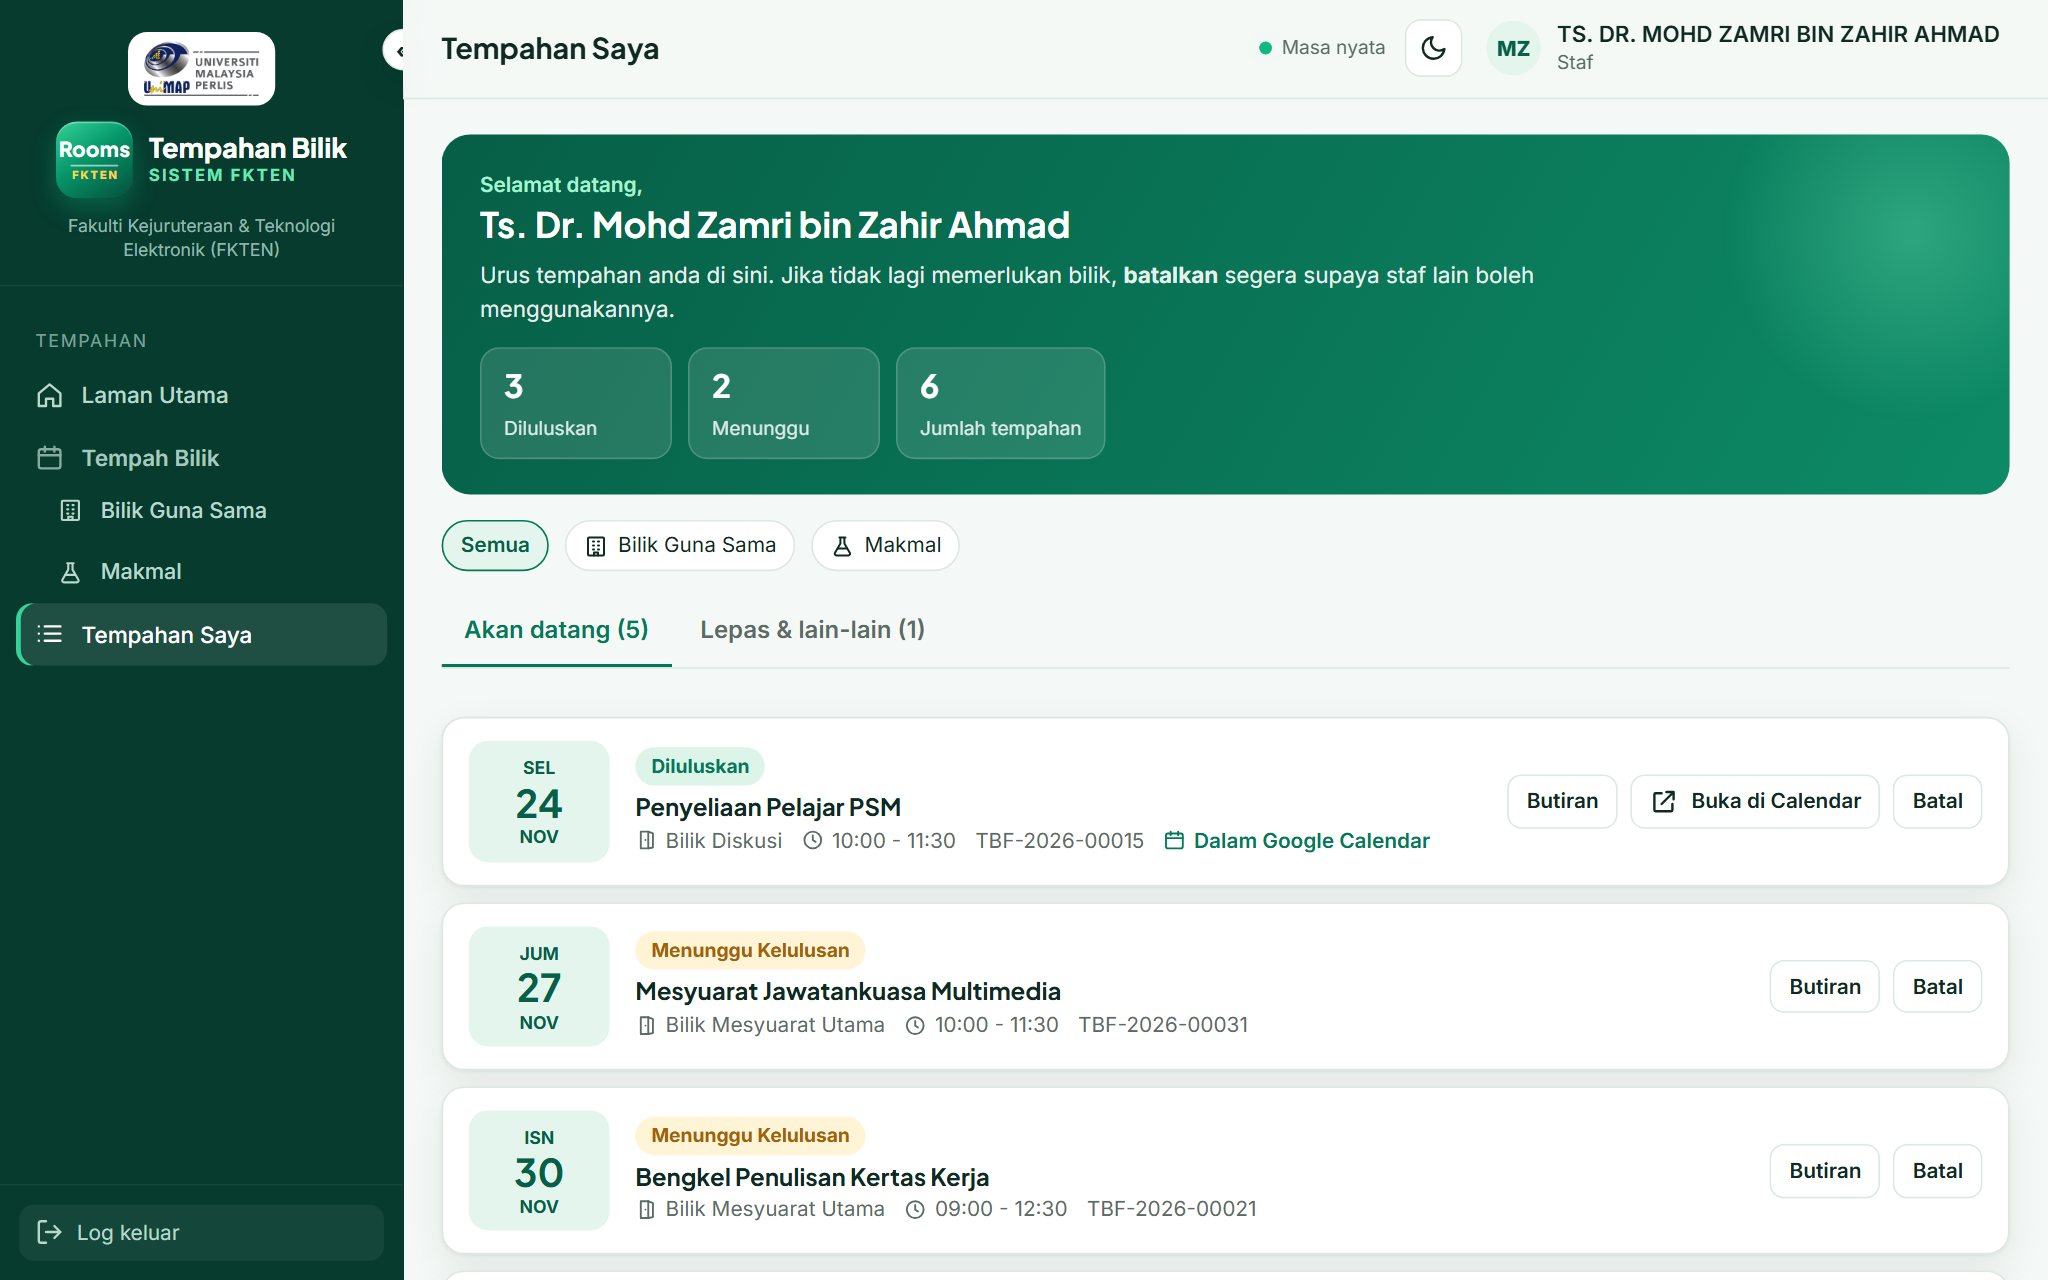 UNIVERSITI
MALAYSIA
PERLIS
UniMAP
Rooms
FKTEN
Tempahan Bilik
SISTEM FKTEN
Fakulti Kejuruteraan & Teknologi
Elektronik (FKTEN)
TEMPAHAN
Laman Utama
Tempah Bilik
Bilik Guna Sama
Makmal
Tempahan Saya
Log keluar
Tempahan Saya
Masa nyata
MZ
TS. DR. MOHD ZAMRI BIN ZAHIR AHMAD
Staf
Selamat datang,
Ts. Dr. Mohd Zamri bin Zahir Ahmad
Urus tempahan anda di sini. Jika tidak lagi memerlukan bilik, batalkan segera supaya staf lain boleh
menggunakannya.
3
Diluluskan
2
Menunggu
6
Jumlah tempahan
Semua
Bilik Guna Sama
Makmal
Akan datang (5)
Lepas & lain-lain (1)
SEL
24
NOV
Diluluskan
Penyeliaan Pelajar PSM
Bilik Diskusi 10:00 - 11:30 TBF-2026-00015 Dalam Google Calendar
Butiran
Buka di Calendar
Batal
JUM
27
NOV
Menunggu Kelulusan
Mesyuarat Jawatankuasa Multimedia
Bilik Mesyuarat Utama 10:00 - 11:30 TBF-2026-00031
Butiran
Batal
ISN
30
NOV
Menunggu Kelulusan
Bengkel Penulisan Kertas Kerja
Bilik Mesyuarat Utama 09:00 - 12:30 TBF-2026-00021
Butiran
Batal